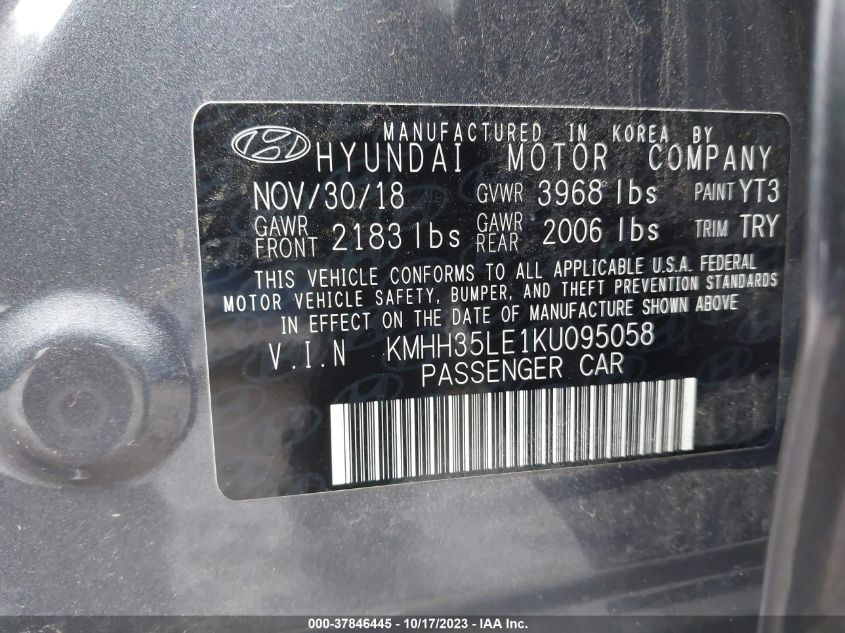 MANUFACTURED IN KOREA BY
HYUNDAI MOTOR COMPANY
NOV/30/18 GVWR 3968 lbs PAINT YT3
GAWR FRONT 2183 lbs GAWR REAR 2006 lbs TRIM TRY
THIS VEHICLE CONFORMS TO ALL APPLICABLE U.S.A. FEDERAL
MOTOR VEHICLE SAFETY, BUMPER, AND THEFT PREVENTION STANDARDS
IN EFFECT ON THE DATE OF MANUFACTURE SHOWN ABOVE
V.I.N KMHH35LE1KU095058
PASSENGER CAR
000-37846445 - 10/17/2023 - IAA Inc.